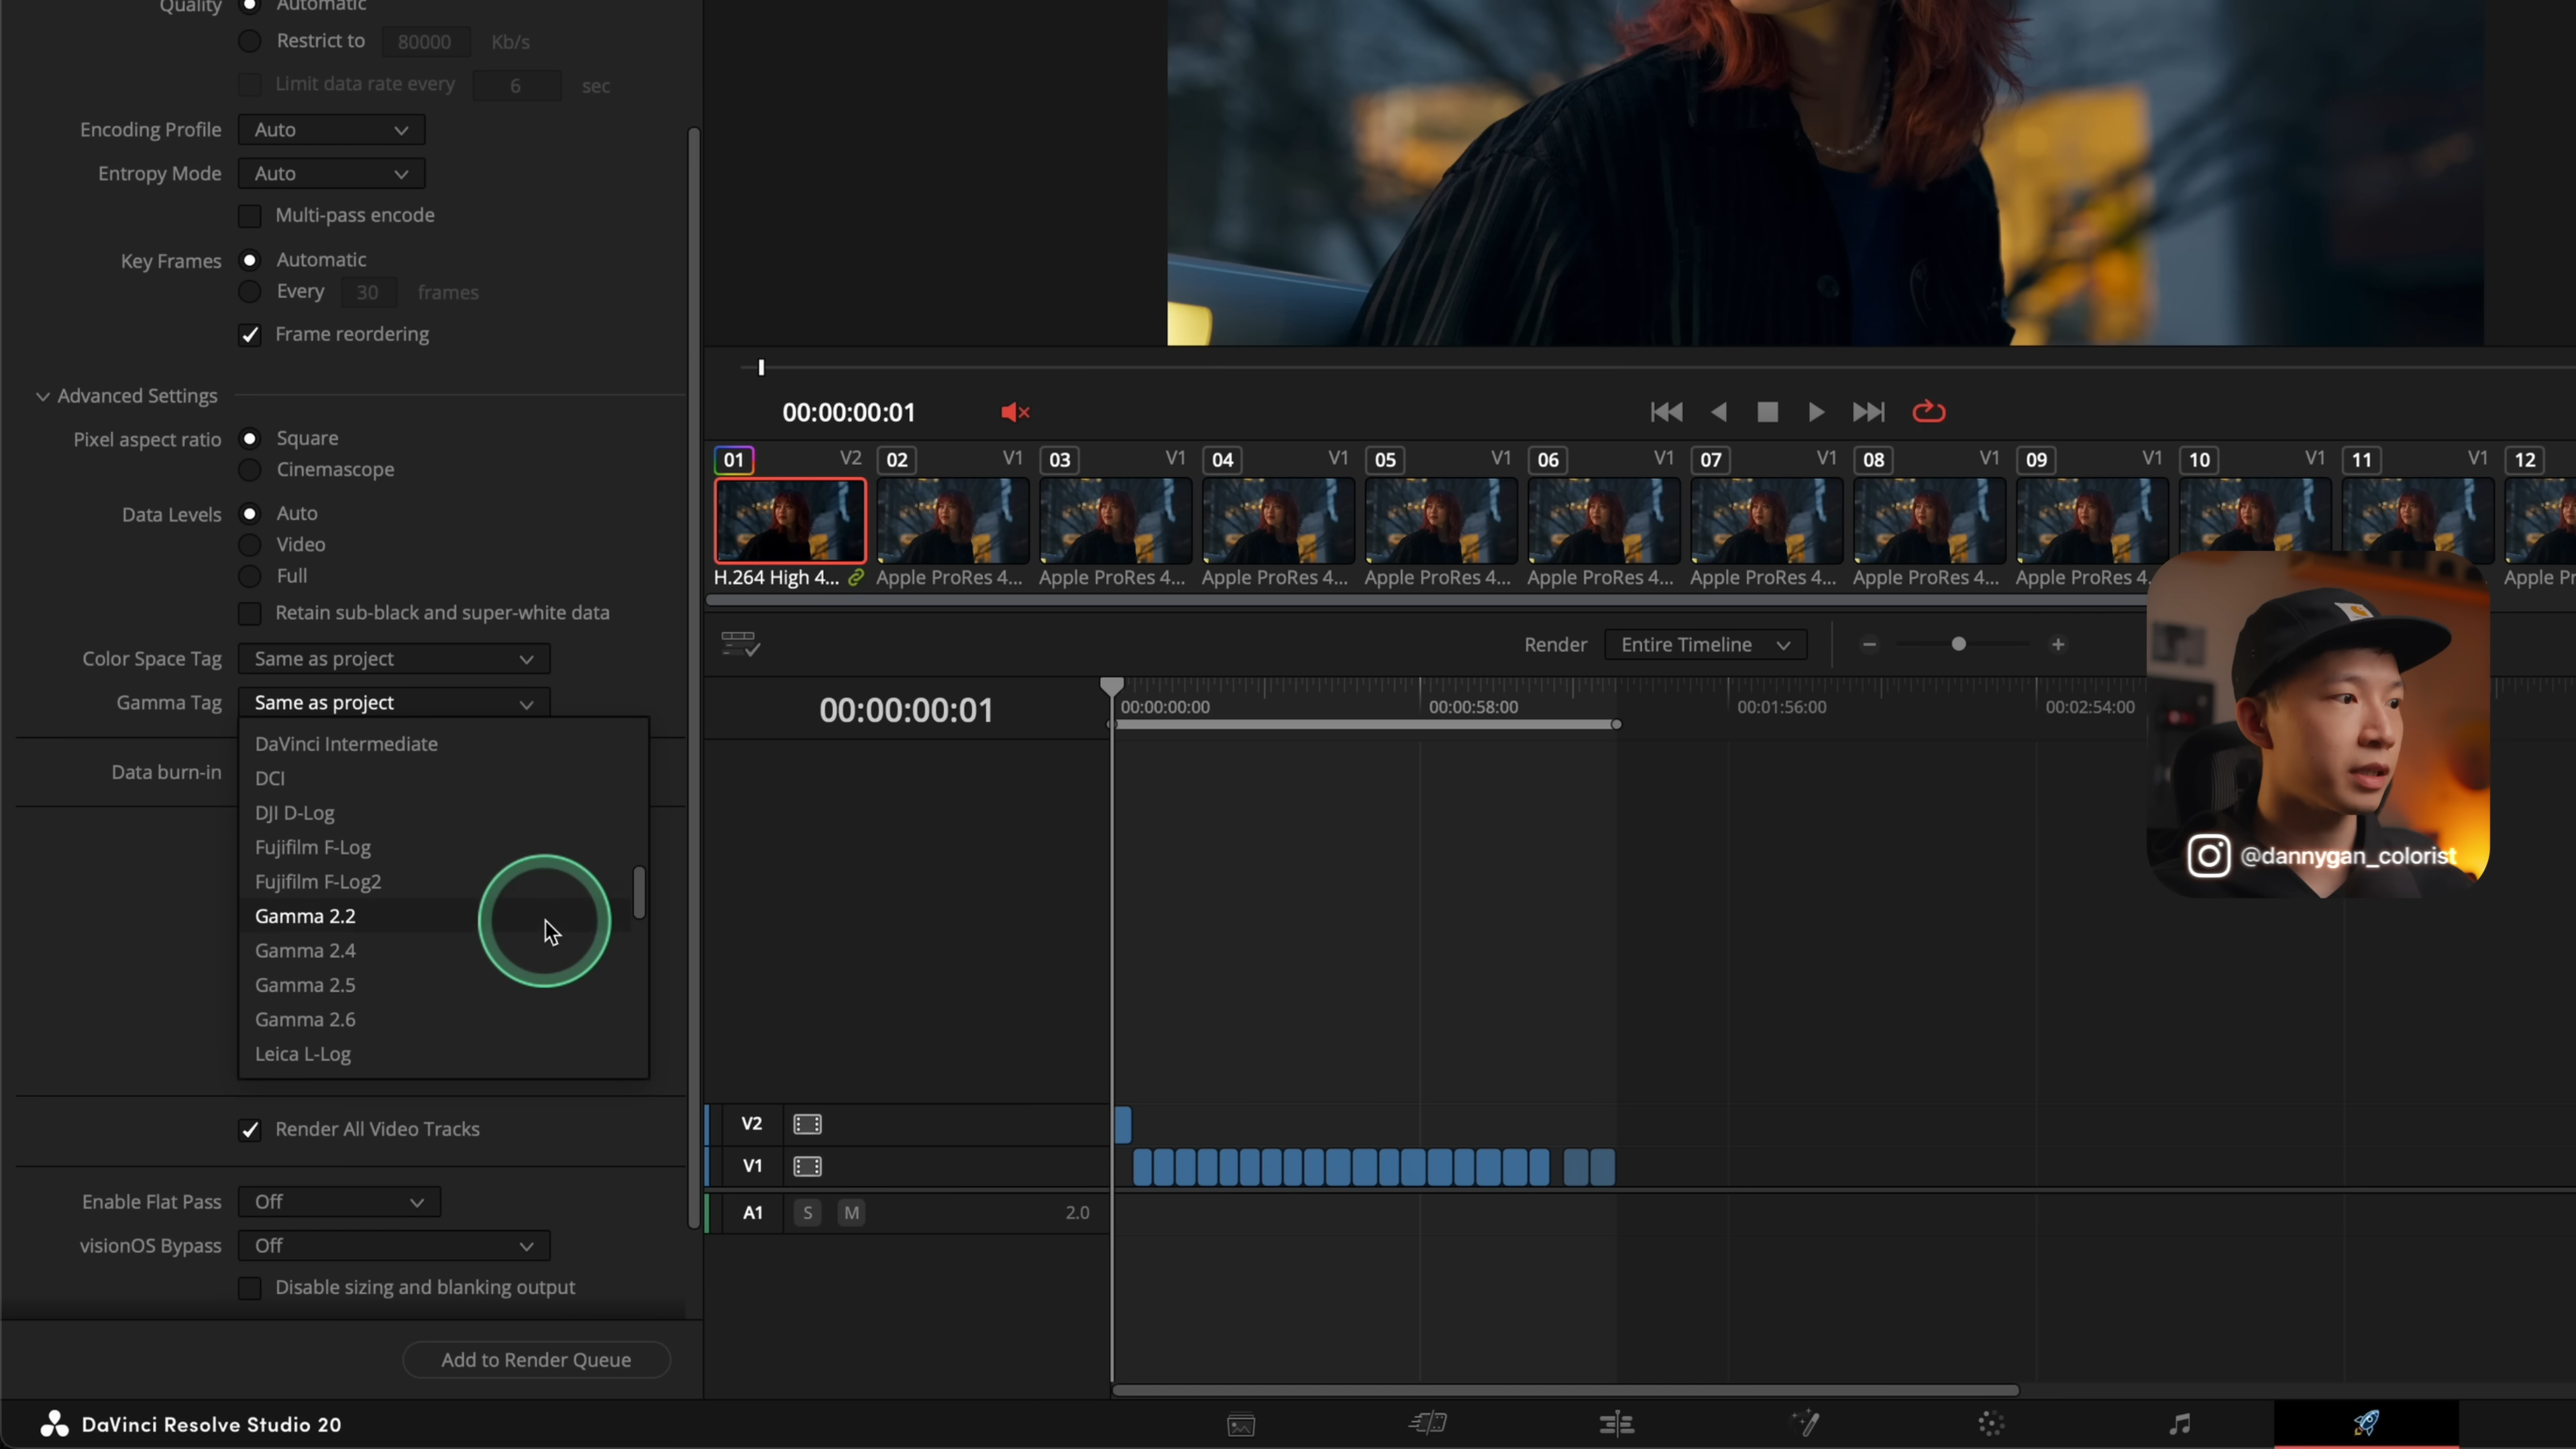 Quality Automatic
Restrict to 80000 Kb/s
Limit data rate every 6 sec
Encoding Profile Auto
Entropy Mode Auto
Multi-pass encode
Key Frames Automatic
Every 30 frames
Frame reordering
Advanced Settings
Pixel aspect ratio Square
Cinemascope
Data Levels Auto
Video
Full
Retain sub-black and super-white data
Color Space Tag Same as project
Gamma Tag Same as project
DaVinci Intermediate
Data burn-in
DCI
DJI D-Log
Fujifilm F-Log
Fujifilm F-Log2
Gamma 2.2
Gamma 2.4
Gamma 2.5
Gamma 2.6
Leica L-Log
Render All Video Tracks
Enable Flat Pass Off
visionOS Bypass Off
Disable sizing and blanking output
Add to Render Queue
00:00:00:01
01 V2 02 V1 03 V1 04 V1 05 V1 06 V1 07 V1 08 V1 09 V1 10 V1 11 V1 12
H.264 High 4... Apple ProRes 4... Apple ProRes 4... Apple ProRes 4... Apple ProRes 4... Apple ProRes 4... Apple ProRes 4... Apple ProRes 4... Apple ProRes 4. Apple Pr
Render Entire Timeline
00:00:00:01
00:00:00:00 00:00:58:00 00:01:56:00 00:02:54:00
@dannygan_colorist
V2
V1
A1 S M 2.0
DaVinci Resolve Studio 20